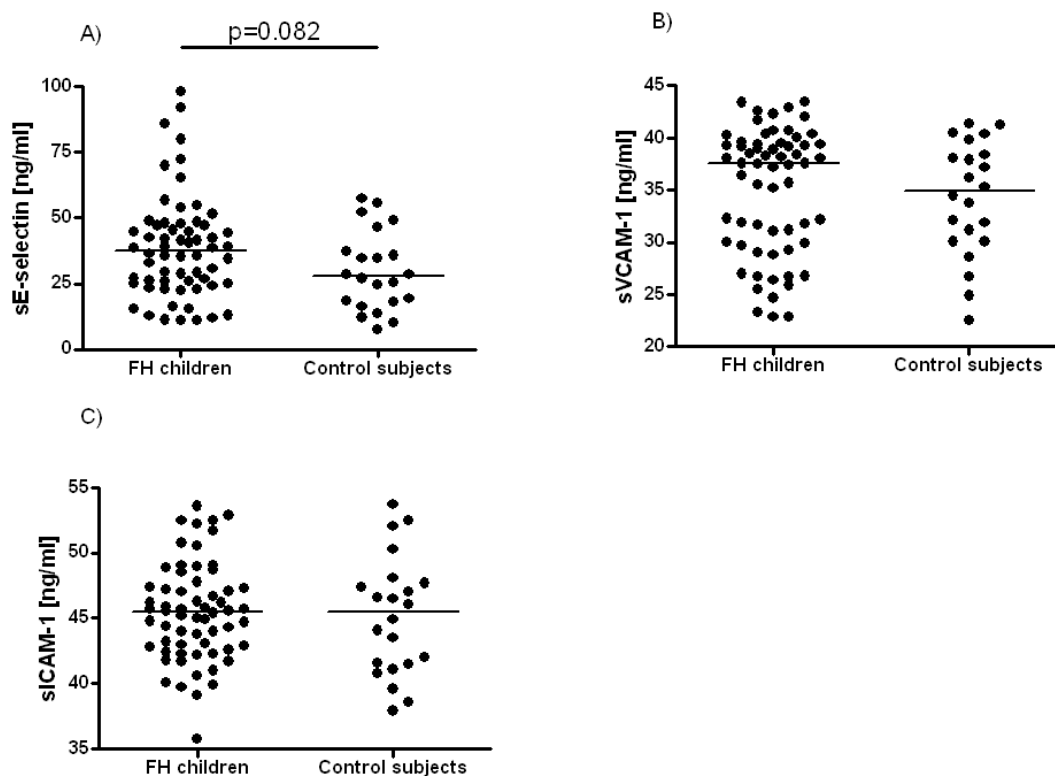 A)
p=0.082
100
75
50
25
0
sE-selectin [ng/ml]
FH children
Control subjects
B)
45
40
35
30
25
20
sVCAM-1 [ng/ml]
FH children
Control subjects
C)
55
50
45
40
35
sICAM-1 [ng/ml]
FH children
Control subjects